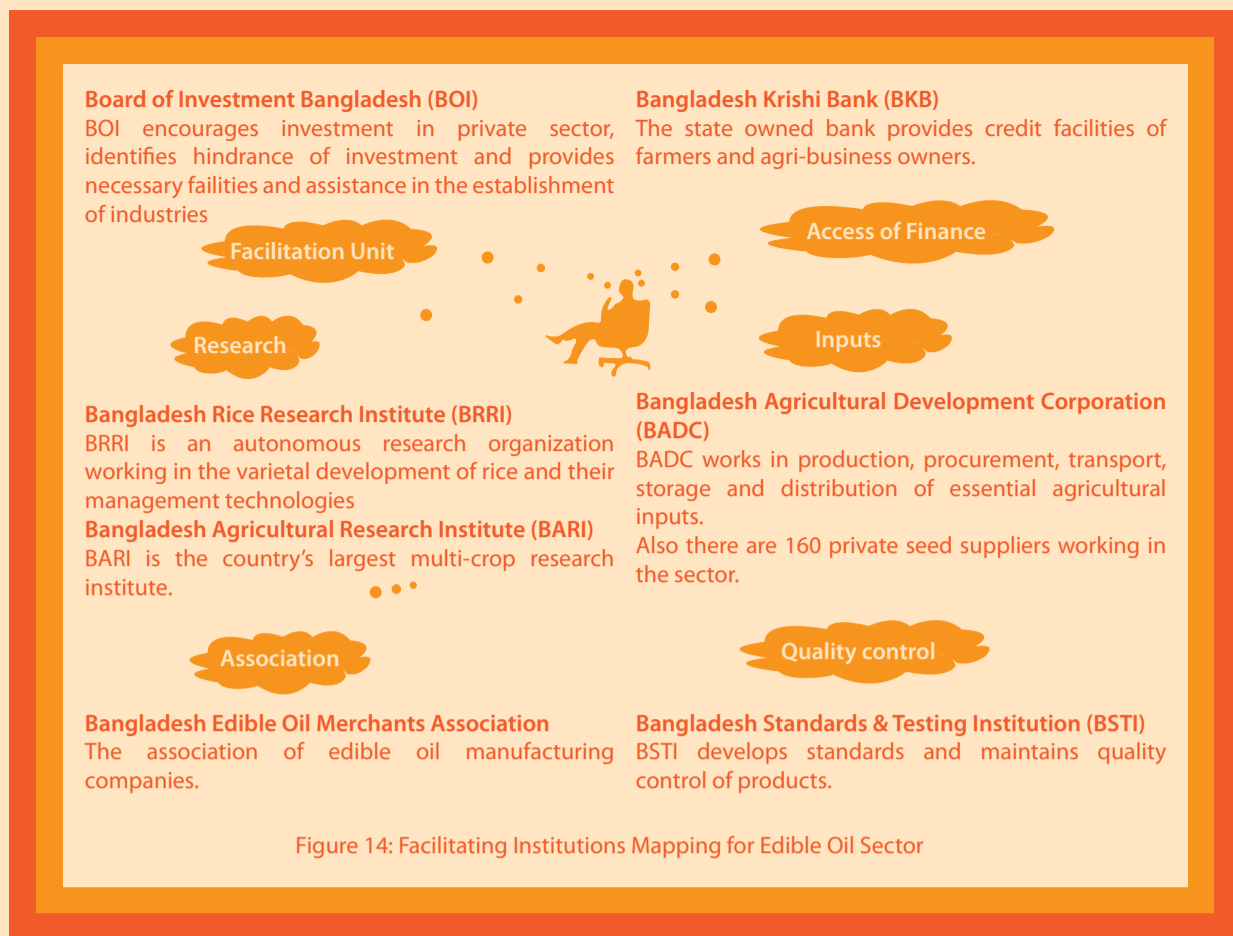 Board of Investment Bangladesh (BOI)
BOI encourages investment in private sector,
identifies hindrance of investment and provides
necessary failities and assistance in the establishment
of industries
Facilitation Unit
Research
Bangladesh Rice Research Institute (BRRI)
BRRI is an autonomous research organization
working in the varietal development of rice and their
management technologies
Bangladesh Agricultural Research Institute (BARI)
BARI is the country’s largest multi-crop research
institute.
Association
Bangladesh Edible Oil Merchants Association
The association of edible oil manufacturing
companies.
Bangladesh Krishi Bank (BKB)
The state owned bank provides credit facilities of
farmers and agri-business owners.
Access of Finance
Inputs
Bangladesh Agricultural Development Corporation
(BADC)
BADC works in production, procurement, transport,
storage and distribution of essential agricultural
inputs.
Also there are 160 private seed suppliers working in
the sector.
Quality control
Bangladesh Standards & Testing Institution (BSTI)
BSTI develops standards and maintains quality
control of products.
Figure 14: Facilitating Institutions Mapping for Edible Oil Sector